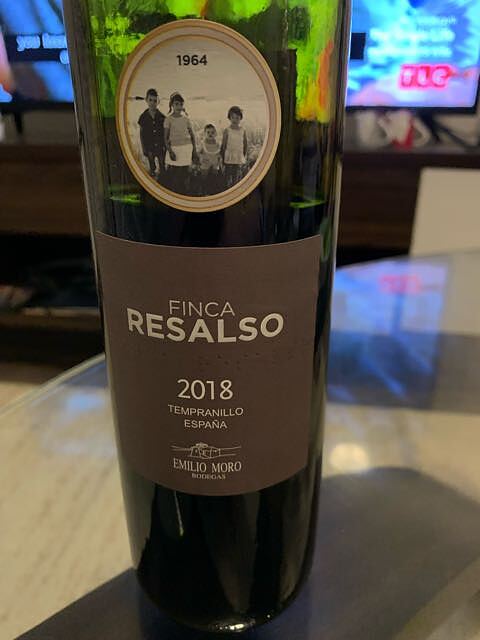 1964
FINCA
RESALSO
2018
TEMPRANILLO
ESPAÑA
EMILIO MORO
BODEGAS